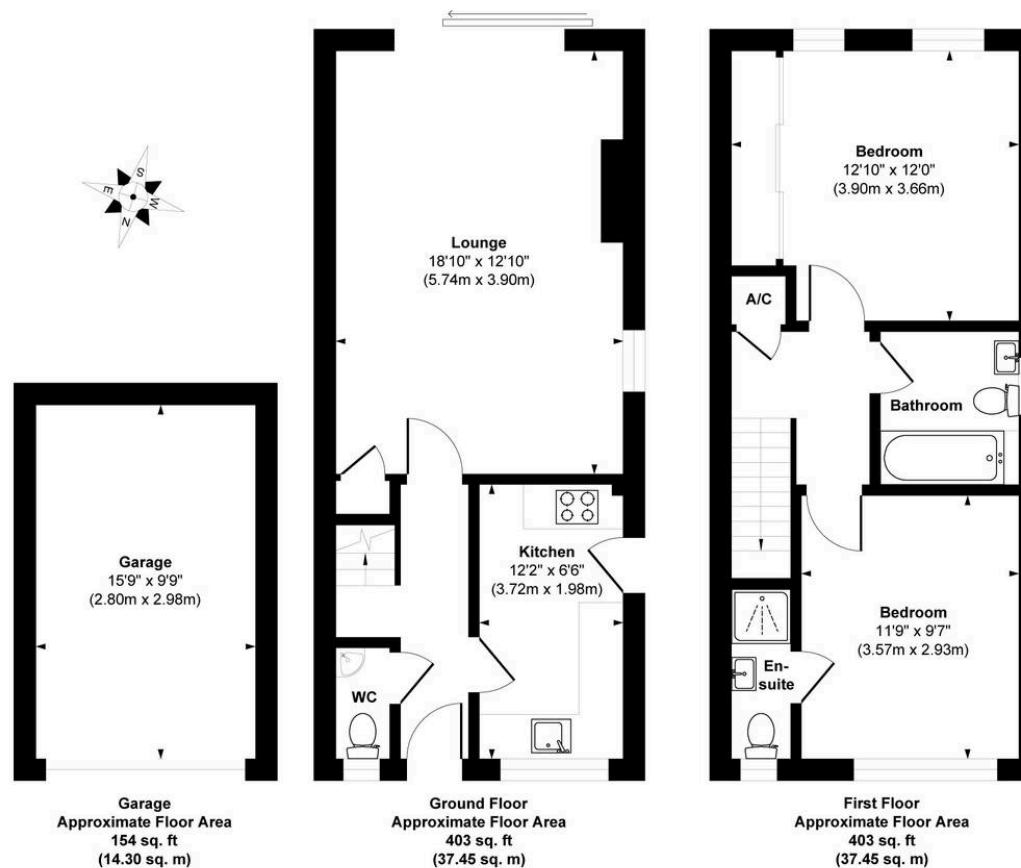 S
E
W
N
Lounge
18'10" x 12'10"
(5.74m x 3.90m)
Bedroom
12'10" x 12'0"
(3.90m x 3.66m)
A/C
Bathroom
Garage
15'9" x 9'9"
(2.80m x 2.98m)
Kitchen
12'2" x 6'6"
(3.72m x 1.98m)
WC
Bedroom
11'9" x 9'7"
(3.57m x 2.93m)
En-
suite
Garage
Approximate Floor Area
154 sq. ft
(14.30 sq. m)
Ground Floor
Approximate Floor Area
403 sq. ft
(37.45 sq. m)
First Floor
Approximate Floor Area
403 sq. ft
(37.45 sq. m)